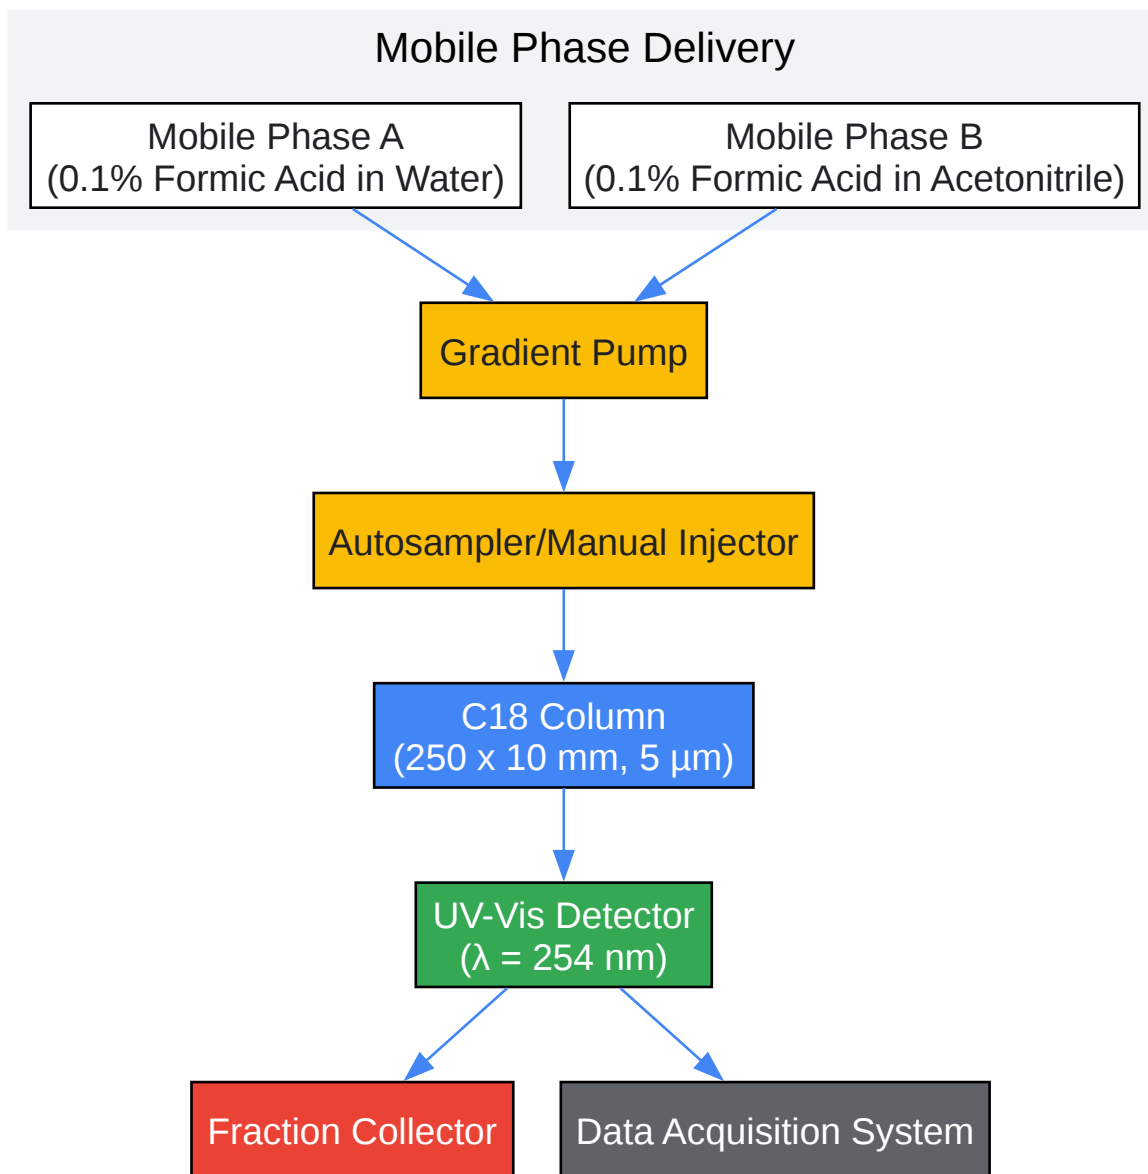 Mobile Phase Delivery
Mobile Phase A
(0.1% Formic Acid in Water)
Mobile Phase B
(0.1% Formic Acid in Acetonitrile)
Gradient Pump
Autosampler/Manual Injector
C18 Column
(250 x 10 mm, 5 µm)
UV-Vis Detector
(λ = 254 nm)
Fraction Collector
Data Acquisition System